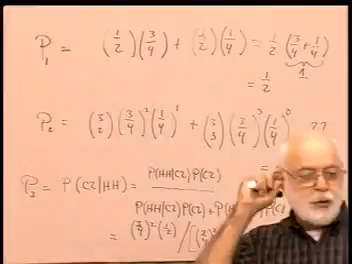 P₁ = (1/2)(3/4) + (1/2)(1/4) = 1/2 (3/4 + 1/4)
1
= 1/2
P₂ = (3 2)(3/4)²(1/4)¹ + (3 3)(3/4)³(1/4)⁰
=
P₃ = P(C2|HH) = P(HH|C2)P(C2)
P(HH|C2)P(C2) + P(
= (3/4)²(1/2) / [(3/4)²